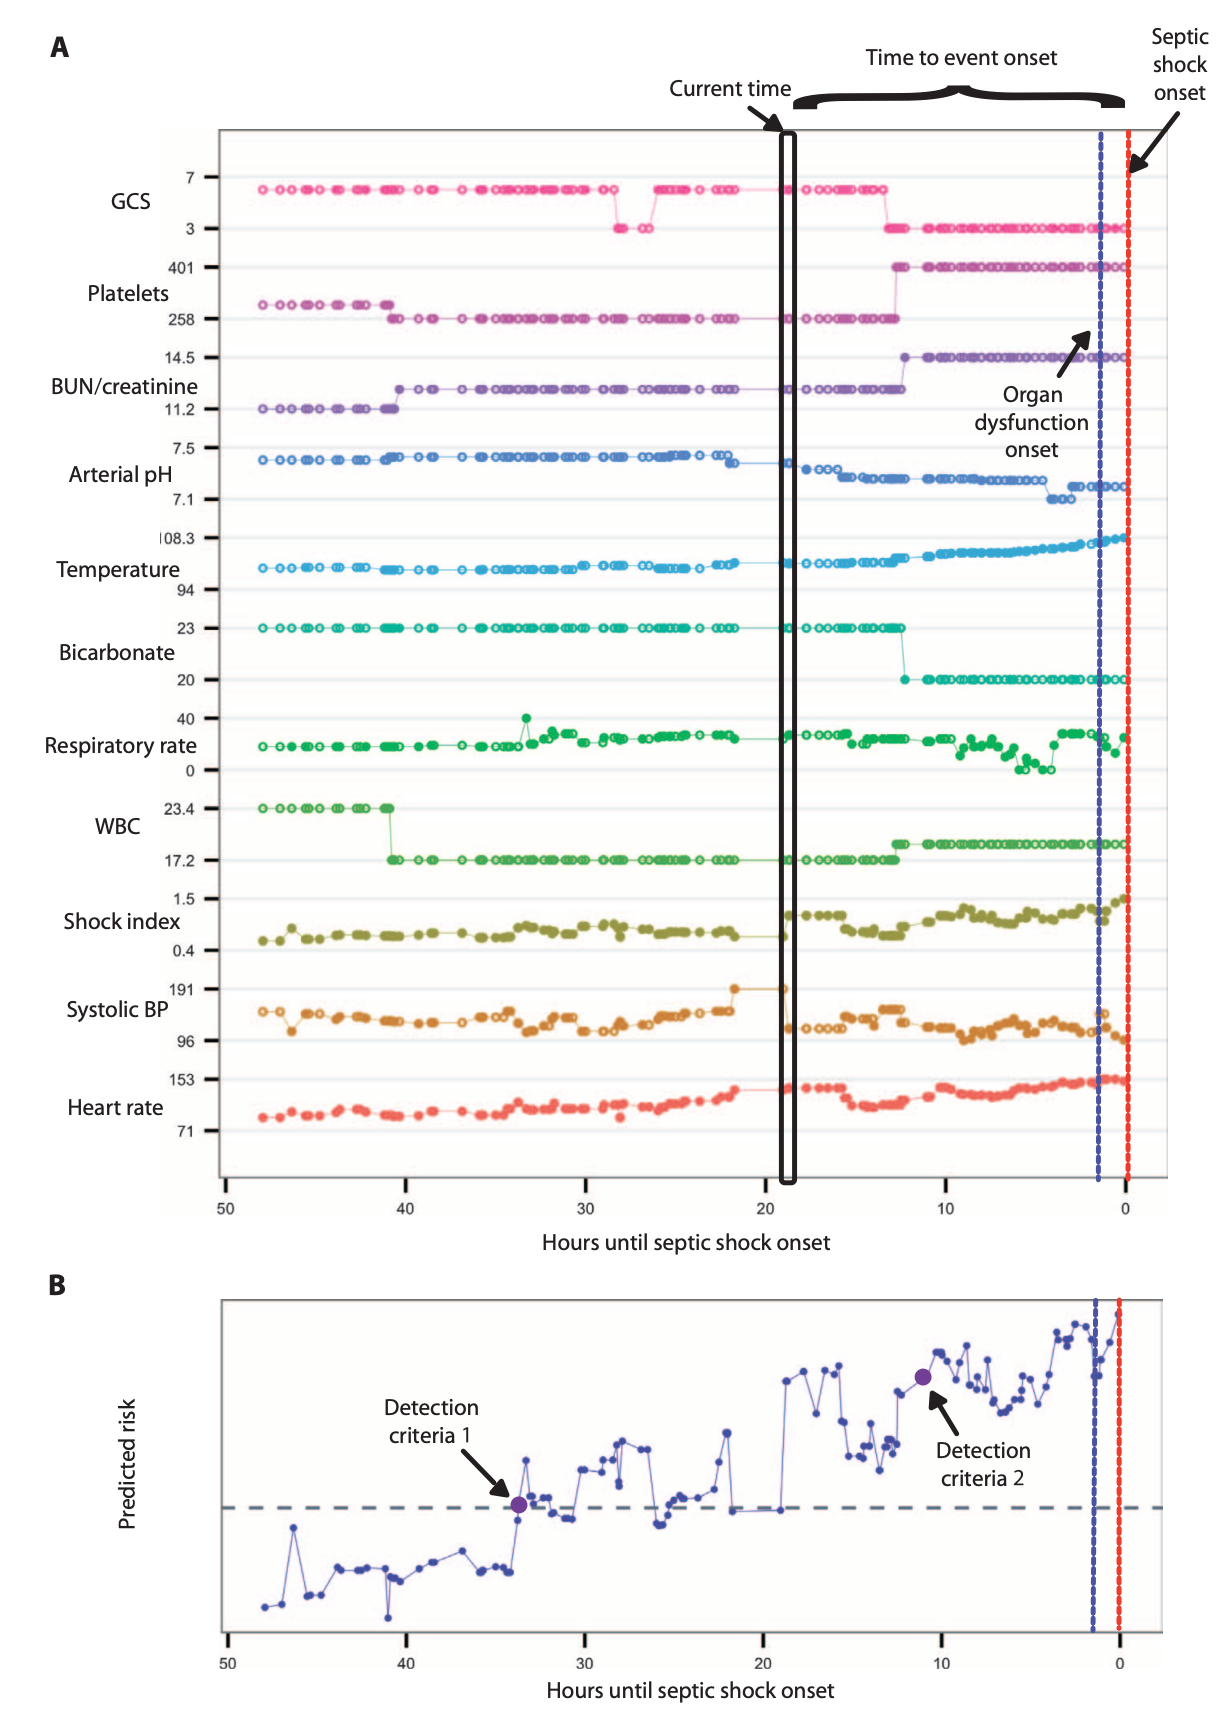 A
Septic
shock
onset
Time to event onset
Current time
7
GCS
3
401
Platelets
258
14.5
BUN/creatinine
11.2
Organ
dysfunction
onset
7.5
Arterial pH
7.1
108.3
Temperature
94
23
Bicarbonate
20
40
Respiratory rate
0
23.4
WBC
17.2
1.5
Shock index
0.4
191
Systolic BP
96
153
Heart rate
71
50 40 30 20 10 0
Hours until septic shock onset
B
Predicted risk
Detection
criteria 1
Detection
criteria 2
50 40 30 20 10 0
Hours until septic shock onset